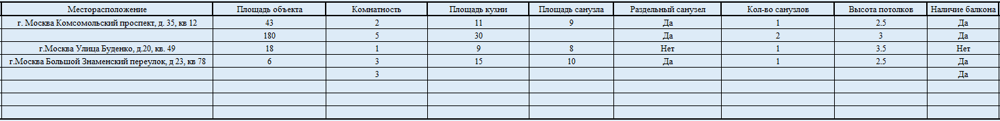 Месторасположение Площадь объекта Комнатность Площадь кухни Площадь санузла Раздельный санузел Кол-во санузлов Высота потолков Наличие балкона
г. Москва Комсомольский проспект, д. 35, кв 12 43 2 11 9 Да 1 2.5 Да
180 5 30 Да 2 3 Да
г.Москва Улица Буденко, д.20, кв. 49 18 1 9 8 Нет 1 3.5 Нет
г.Москва Большой Знаменский переулок, д 23, кв 78 6 3 15 10 Да 1 2.5 Да
3 Да